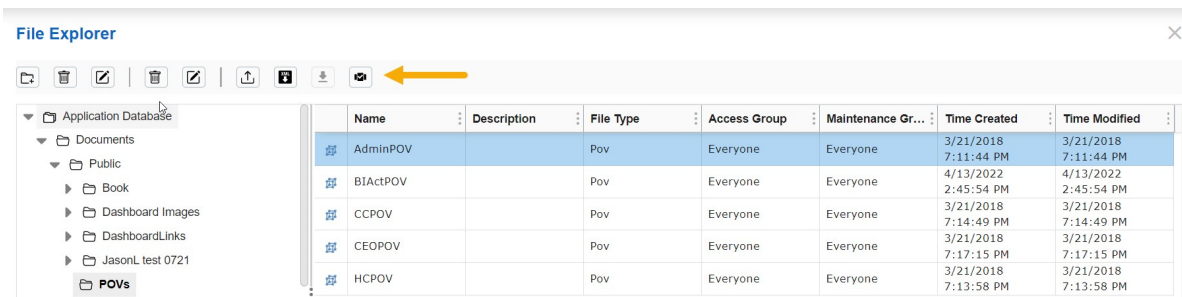 File Explorer
Application Database
Documents
Public
Book
Dashboard Images
DashboardLinks
JasonL test 0721
POVs
Name Description File Type Access Group Maintenance Gr... Time Created Time Modified
AdminPOV Pov Everyone Everyone 3/21/2018 7:11:44 PM 3/21/2018 7:11:44 PM
BIActPOV Pov Everyone Everyone 4/13/2022 2:45:54 PM 4/13/2022 2:45:54 PM
CCPOV Pov Everyone Everyone 3/21/2018 7:14:49 PM 3/21/2018 7:14:49 PM
CEOPOV Pov Everyone Everyone 3/21/2018 7:17:15 PM 3/21/2018 7:17:15 PM
HCPOV Pov Everyone Everyone 3/21/2018 7:13:58 PM 3/21/2018 7:13:58 PM